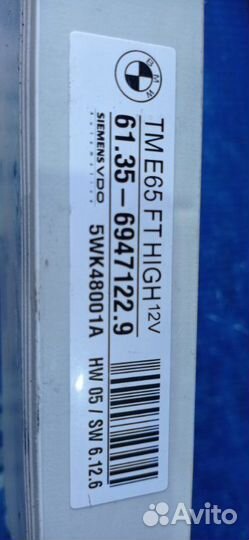 BMW
TM E65 FT HIGH 12V
61.35-6947122.9
SIEMENS VDO
5WK48001A
HW 05 / SW 6.12.6
Avito